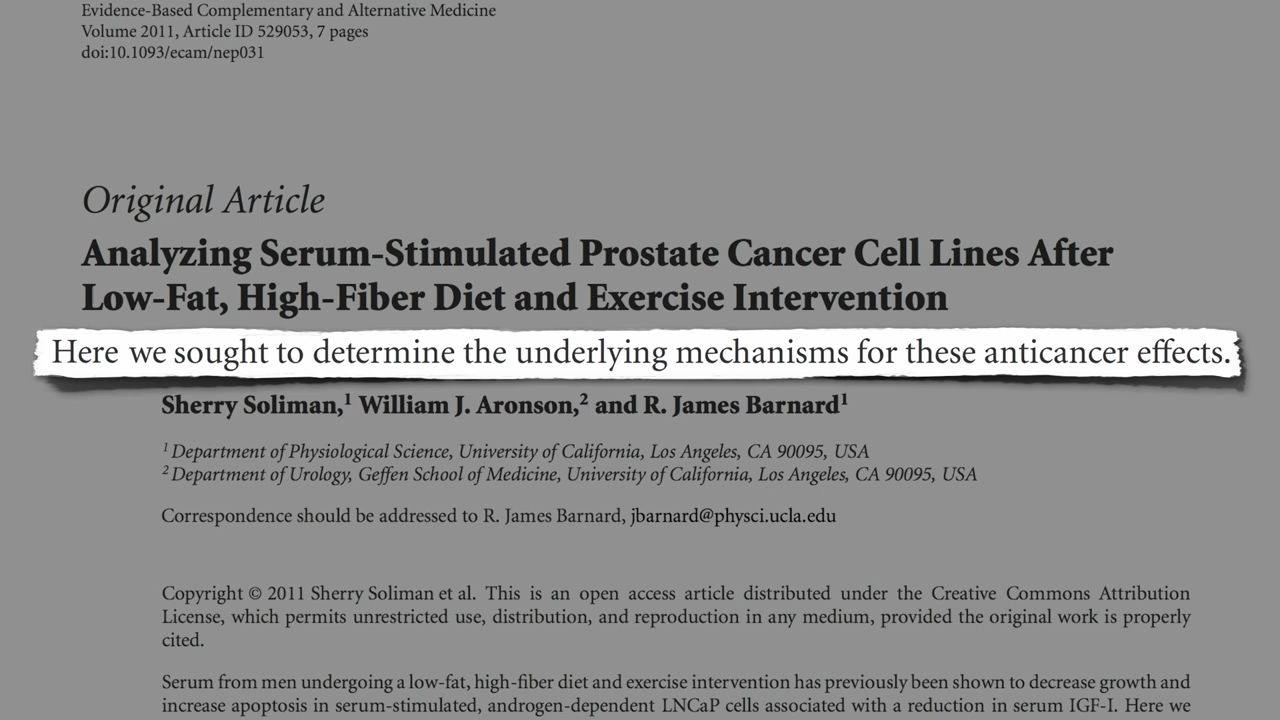 Evidence-Based Complementary and Alternative Medicine
Volume 2011, Article ID 529053, 7 pages
doi:10.1093/ecam/nep031
Original Article
Analyzing Serum-Stimulated Prostate Cancer Cell Lines After
Low-Fat, High-Fiber Diet and Exercise Intervention
Here we sought to determine the underlying mechanisms for these anticancer effects.
Sherry Soliman,¹ William J. Aronson,² and R. James Barnard¹
¹ Department of Physiological Science, University of California, Los Angeles, CA 90095, USA
² Department of Urology, Geffen School of Medicine, University of California, Los Angeles, CA 90095, USA
Correspondence should be addressed to R. James Barnard, jbarnard@physci.ucla.edu
Copyright © 2011 Sherry Soliman et al. This is an open access article distributed under the Creative Commons Attribution
License, which permits unrestricted use, distribution, and reproduction in any medium, provided the original work is properly
cited.
Serum from men undergoing a low-fat, high-fiber diet and exercise intervention has previously been shown to decrease growth and
increase apoptosis in serum-stimulated, androgen-dependent LNCaP cells associated with a reduction in serum IGF-I. Here we